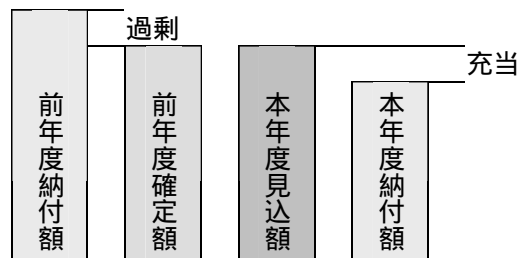 過剰
充当
前年度納付額
前年度確定額
本年度見込額
本年度納付額